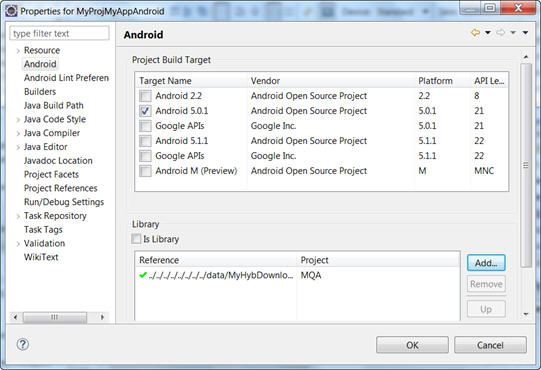 Properties for MyProjMyAppAndroid
type filter text
Resource
Android
Android Lint Preferen
Builders
Java Build Path
Java Code Style
Java Compiler
Java Editor
Javadoc Location
Project Facets
Project References
Run/Debug Settings
Task Repository
Task Tags
Validation
WikiText
Android
Project Build Target
Target Name Vendor Platform API Le...
Android 2.2 Android Open Source Project 2.2 8
Android 5.0.1 Android Open Source Project 5.0.1 21
Google APIs Google Inc. 5.0.1 21
Android 5.1.1 Android Open Source Project 5.1.1 22
Google APIs Google Inc. 5.1.1 22
Android M (Preview) Android Open Source Project M MNC
Library
Is Library
Reference Project
../../../../../../../../data/MyHybDownlo... MQA
Add...
Remove
Up
OK Cancel